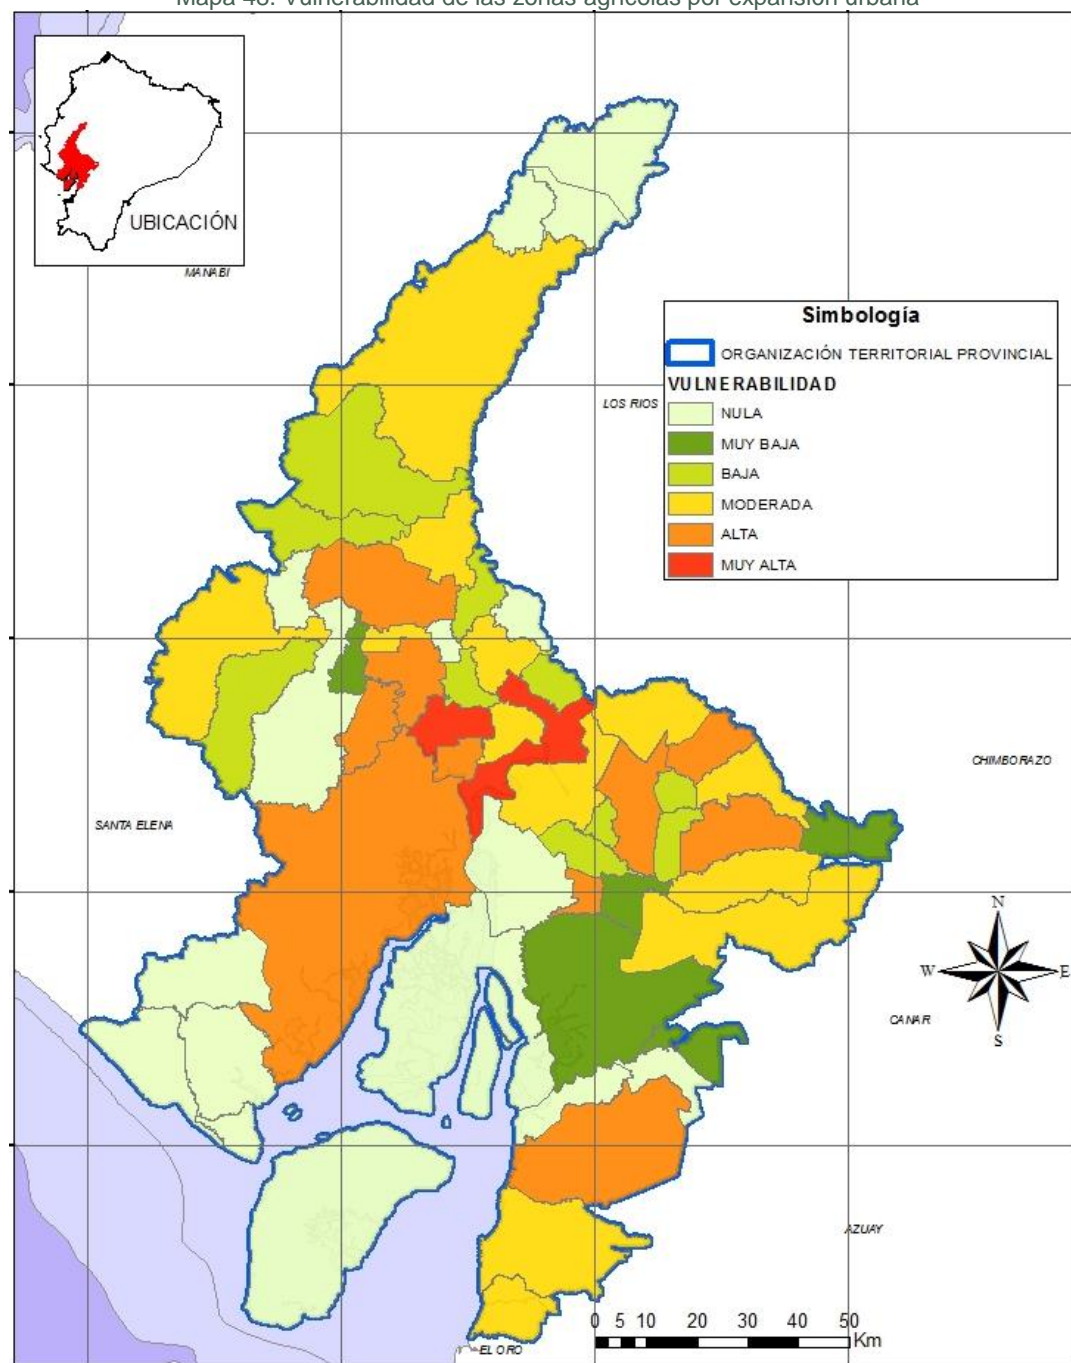 Mapa 48. Vulnerabilidad de las zonas agrícolas por expansión urbana
UBICACIÓN
MANABI
Simbología
ORGANIZACIÓN TERRITORIAL PROVINCIAL
VULNERABILIDAD
NULA
MUY BAJA
BAJA
MODERADA
ALTA
MUY ALTA
LOS RIOS
CHIMBORAZO
SANTA ELENA
N
W
E
S
CANAR
AZUAY
0 5 10 20 30 40 50
Km
EL ORO